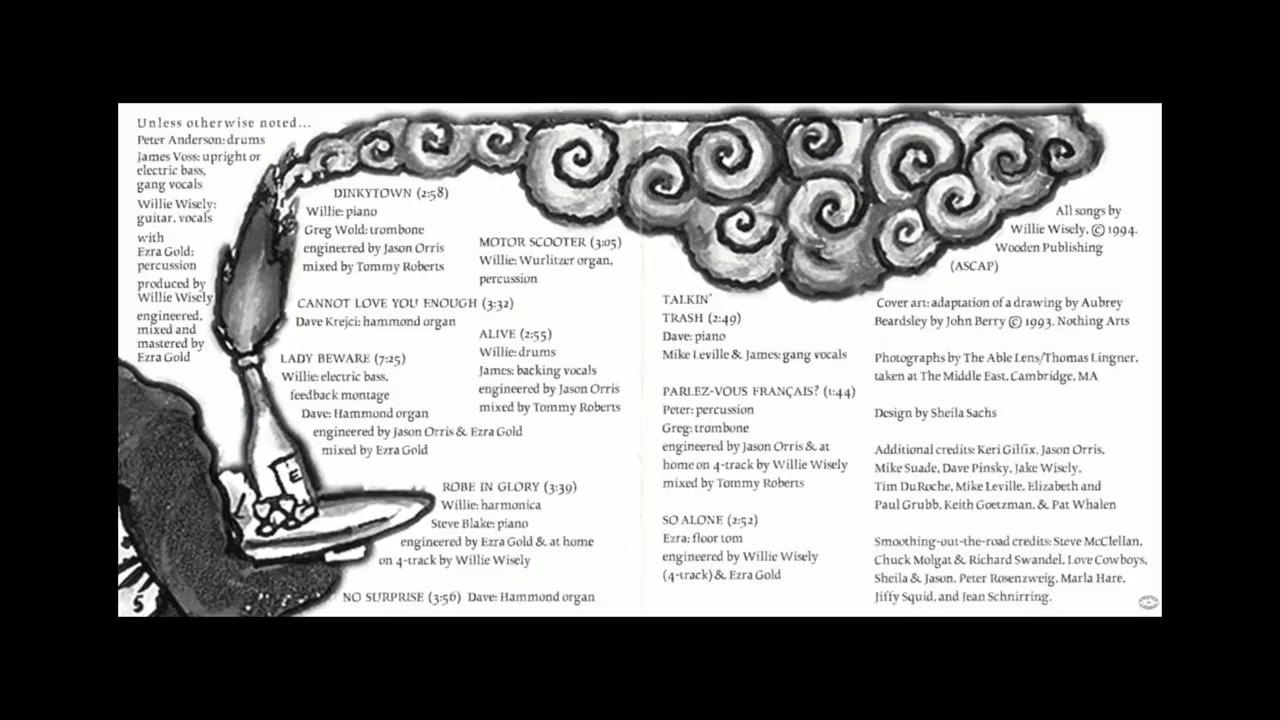 Unless otherwise noted...
Peter Anderson: drums
James Voss: upright or
electric bass,
gang vocals
Willie Wisely:
guitar, vocals
with
Ezra Gold:
percussion
produced by
Willie Wisely
engineered,
mixed and
mastered by
Ezra Gold
DINKYTOWN (2:58)
Willie: piano
Greg Wold: trombone
engineered by Jason Orris
mixed by Tommy Roberts
CANNOT LOVE YOU ENOUGH (3:32)
Dave Krejci: hammond organ
LADY BEWARE (7:25)
Willie: electric bass,
feedback montage
Dave: Hammond organ
engineered by Jason Orris & Ezra Gold
mixed by Ezra Gold
ROBE IN GLORY (3:39)
Willie: harmonica
Steve Blake: piano
engineered by Ezra Gold & at home
on 4-track by Willie Wisely
NO SURPRISE (3:56) Dave: Hammond organ
MOTOR SCOOTER (3:05)
Willie: Wurlitzer organ,
percussion
ALIVE (2:55)
Willie: drums
James: backing vocals
engineered by Jason Orris
mixed by Tommy Roberts
TALKIN'
TRASH (2:49)
Dave: piano
Mike Leville & James: gang vocals
PARLEZ-VOUS FRANÇAIS? (1:44)
Peter: percussion
Greg: trombone
engineered by Jason Orris & at
home on 4-track by Willie Wisely
mixed by Tommy Roberts
SO ALONE (2:52)
Ezra: floor tom
engineered by Willie Wisely
(4-track) & Ezra Gold
All songs by
Willie Wisely, © 1994.
Wooden Publishing
(ASCAP)
Cover art: adaptation of a drawing by Aubrey
Beardsley by John Berry © 1993. Nothing Arts
Photographs by The Able Lens/Thomas Lingner,
taken at The Middle East, Cambridge, MA
Design by Sheila Sachs
Additional credits: Keri Gilfix, Jason Orris,
Mike Suade, Dave Pinsky, Jake Wisely,
Tim DuRoche, Mike Leville, Elizabeth and
Paul Grubb, Keith Goetzman, & Pat Whalen
Smoothing-out-the-road credits: Steve McClellan,
Chuck Molgat & Richard Swandel, Love Cowboys,
Sheila & Jason, Peter Rosenzweig, Marla Hare,
Jiffy Squid, and Jean Schnirring.